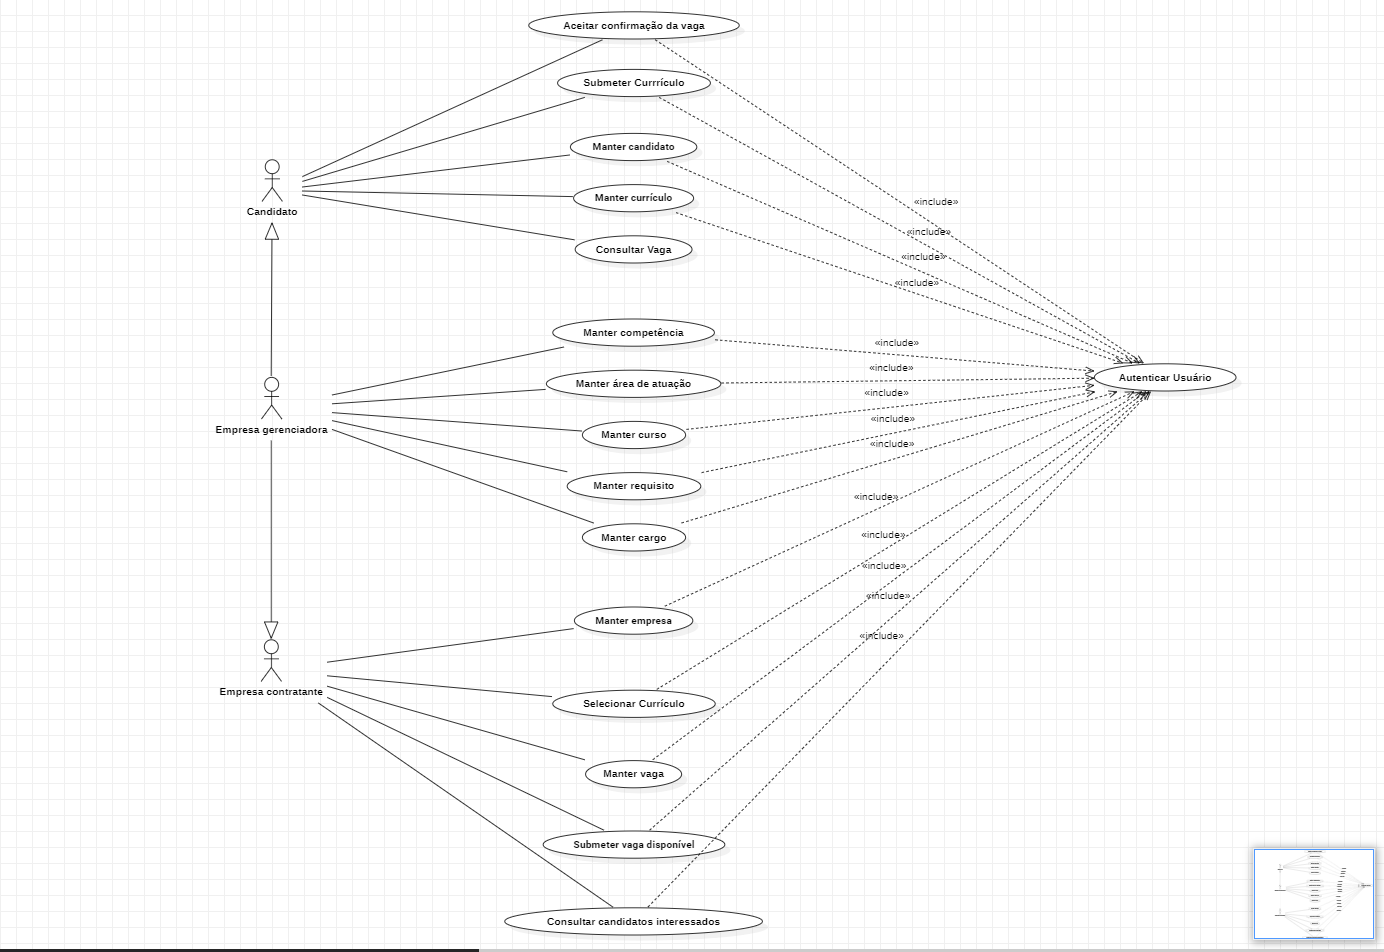 Aceitar confirmação da vaga
Submeter Currrículo
Manter candidato
Manter currículo
Candidato
Consultar Vaga
«include»
«include»
«include»
«include»
Manter competência
Manter área de atuação
Empresa gerenciadora
Manter curso
Manter requisito
Manter cargo
«include»
«include»
«include»
«include»
«include»
Autenticar Usuário
«include»
«include»
«include»
«include»
«include»
Manter empresa
Empresa contratante
Selecionar Currículo
Manter vaga
Submeter vaga disponível
Consultar candidatos interessados